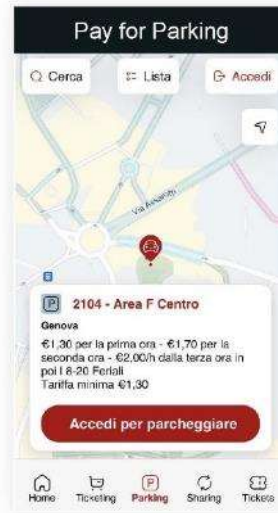 Pay for Parking
Cerca
Lista
Accedi
2104 - Area F Centro
Genova
€1,30 per la prima ora - €1,70 per la
seconda ora - €2,00/h dalla terza ora in
poi l 8-20 Feriali
Tariffa minima €1,30
Accedi per parcheggiare
Home
Ticketing
Parking
Sharing
Tickets